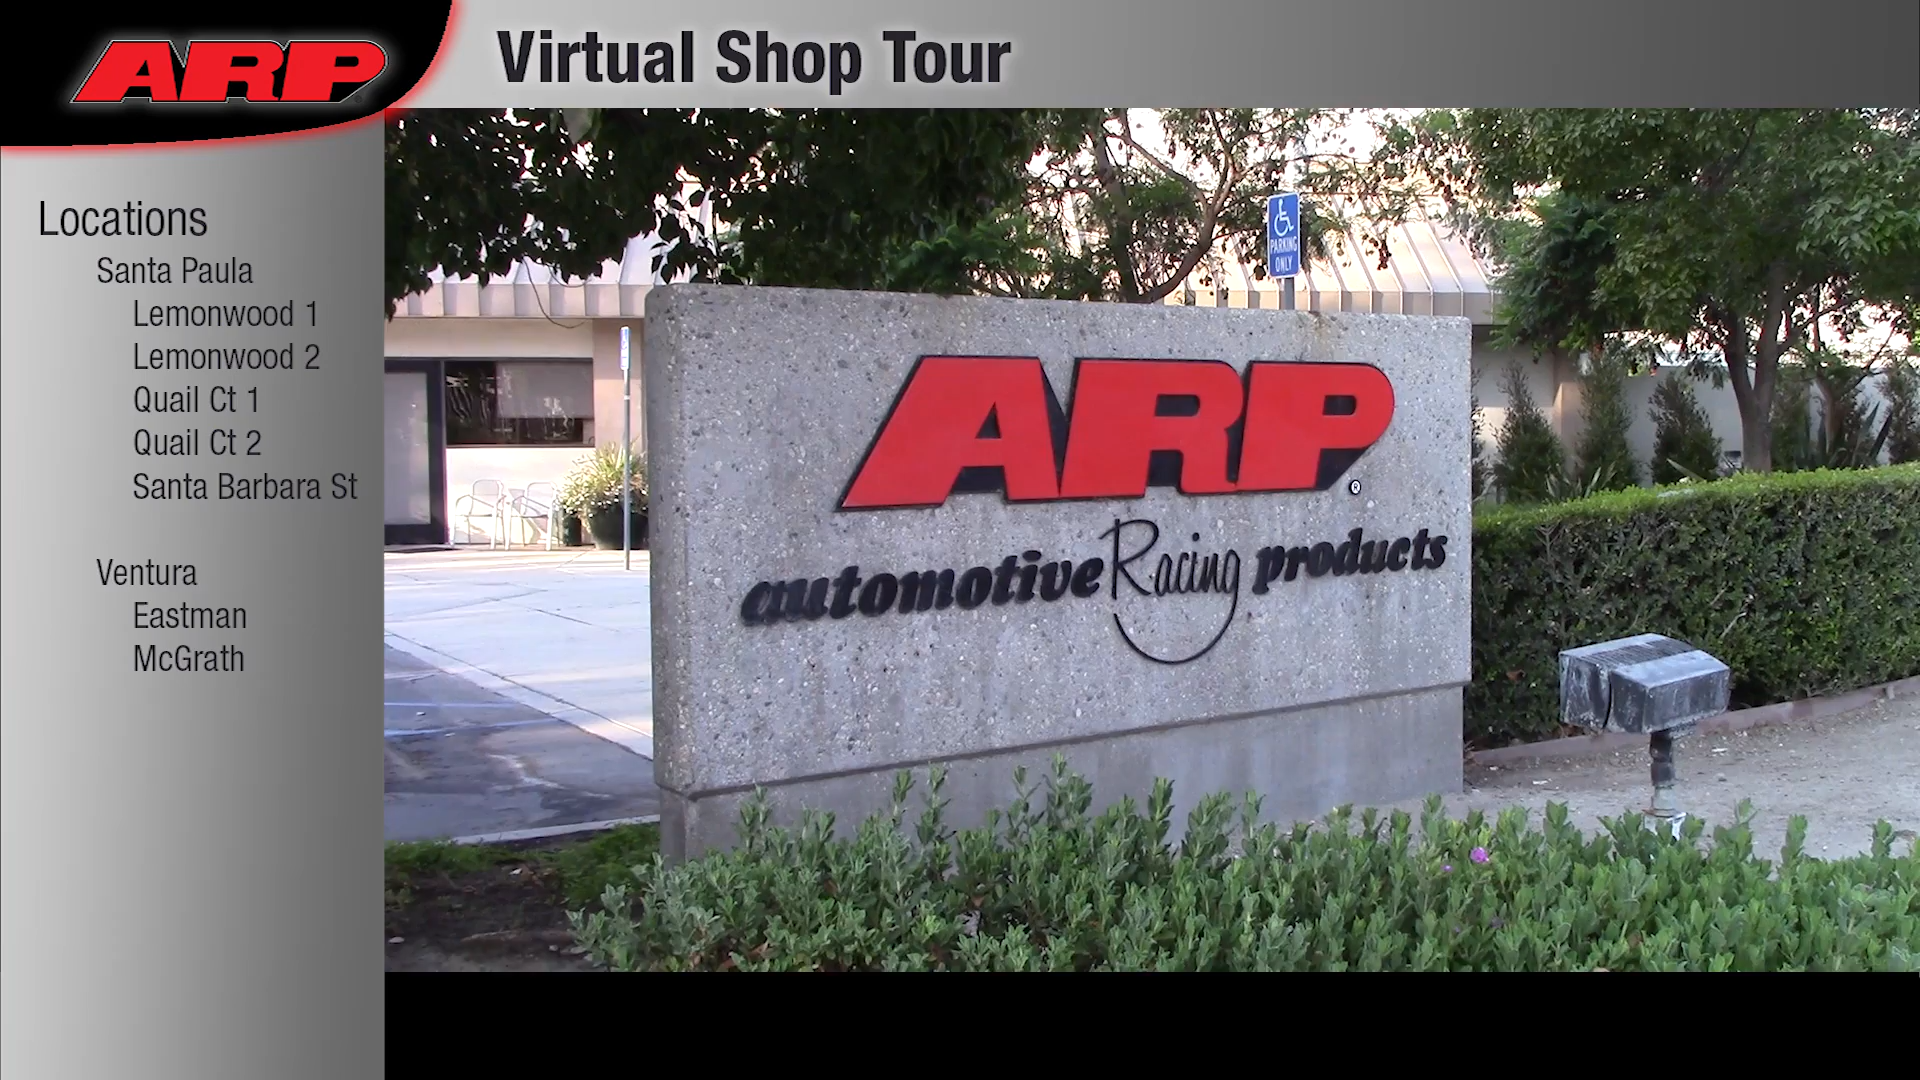 ARP
Virtual Shop Tour
Locations
Santa Paula
Lemonwood 1
Lemonwood 2
Quail Ct 1
Quail Ct 2
Santa Barbara St
Ventura
Eastman
McGrath
PARKING
ONLY
ARP®
automotive Racing products